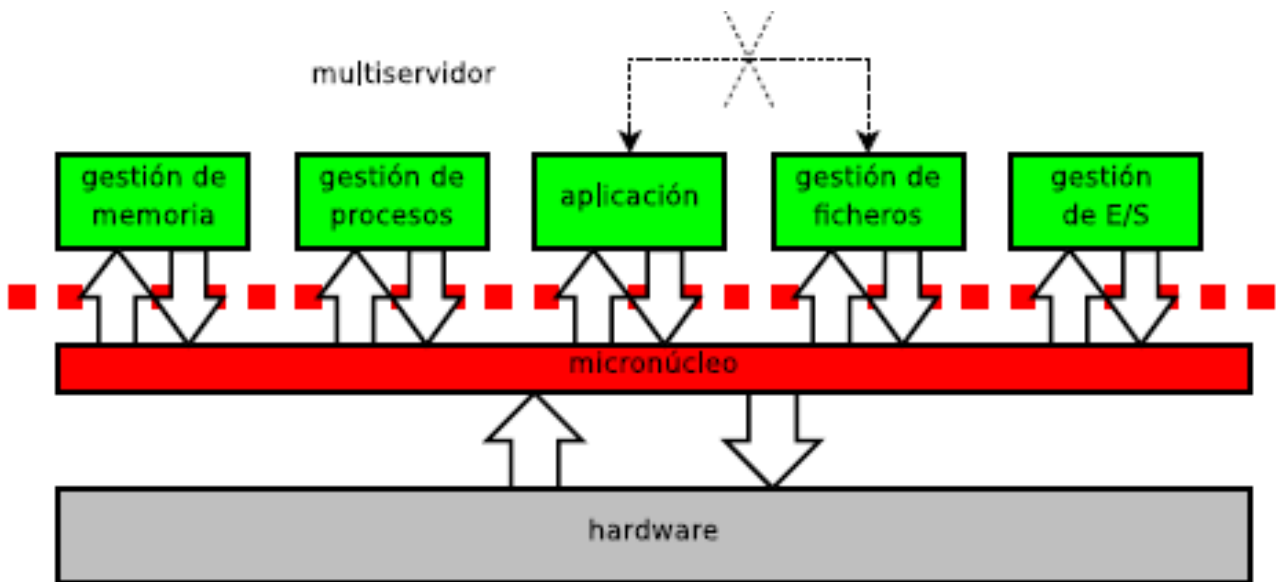 multiservidor
gestión de
memoria
gestión de
procesos
aplicación
gestión de
ficheros
gestión
de E/S
micronúcleo
hardware